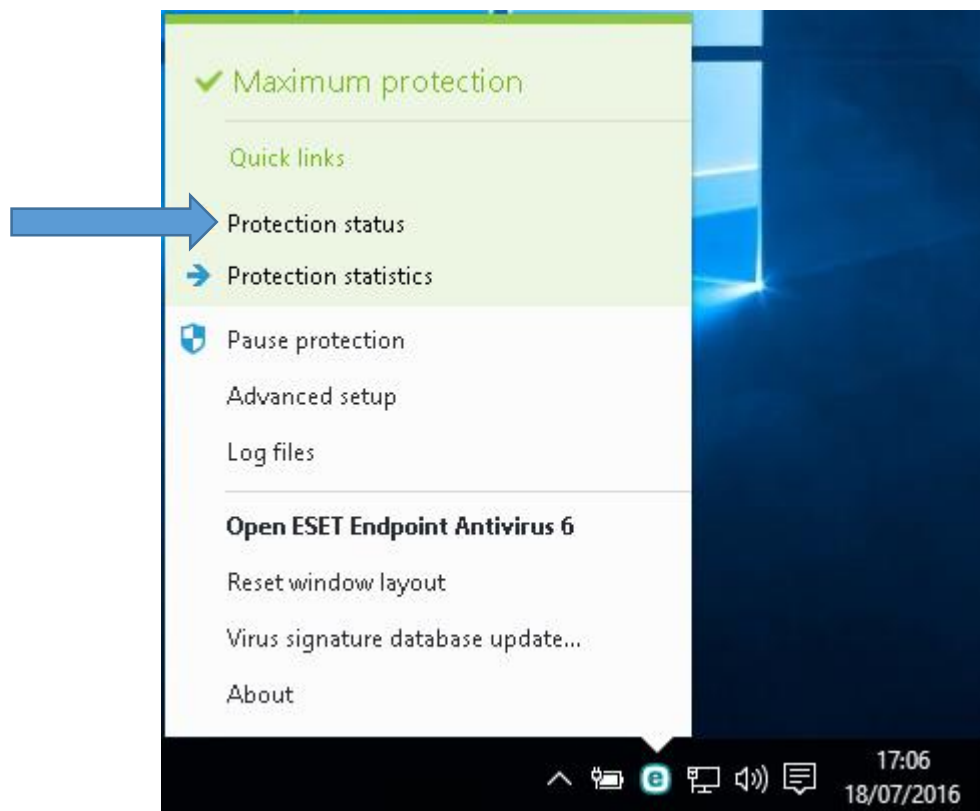 Maximum protection
Quick links
Protection status
Protection statistics
Pause protection
Advanced setup
Log files
Open ESET Endpoint Antivirus 6
Reset window layout
Virus signature database update...
About
e
17:06
18/07/2016